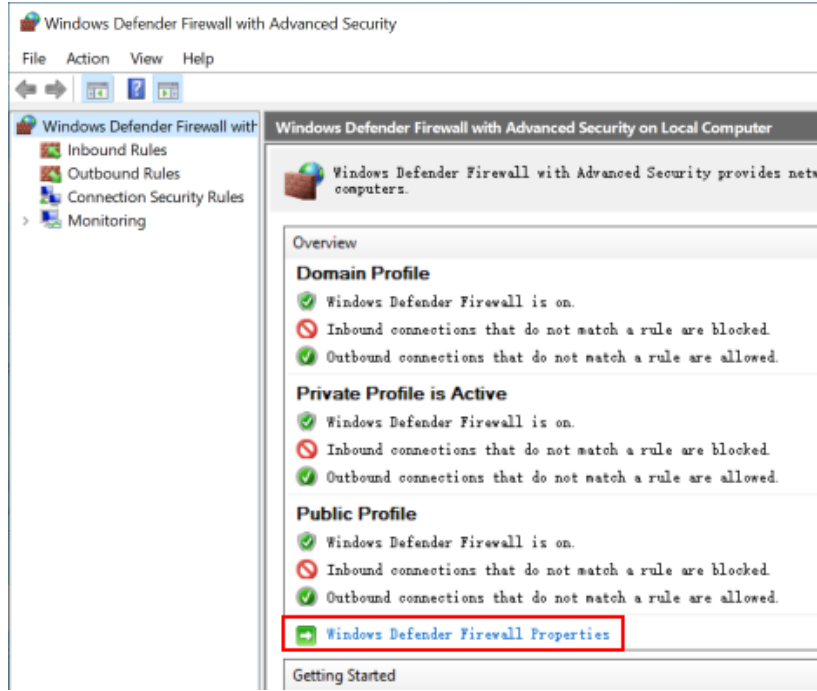 Windows Defender Firewall with Advanced Security
File Action View Help
Windows Defender Firewall with
Inbound Rules
Outbound Rules
Connection Security Rules
Monitoring
Windows Defender Firewall with Advanced Security on Local Computer
Windows Defender Firewall with Advanced Security provides netw
computers.
Overview
Domain Profile
Windows Defender Firewall is on.
Inbound connections that do not match a rule are blocked.
Outbound connections that do not match a rule are allowed.
Private Profile is Active
Windows Defender Firewall is on.
Inbound connections that do not match a rule are blocked.
Outbound connections that do not match a rule are allowed.
Public Profile
Windows Defender Firewall is on.
Inbound connections that do not match a rule are blocked.
Outbound connections that do not match a rule are allowed.
Windows Defender Firewall Properties
Getting Started